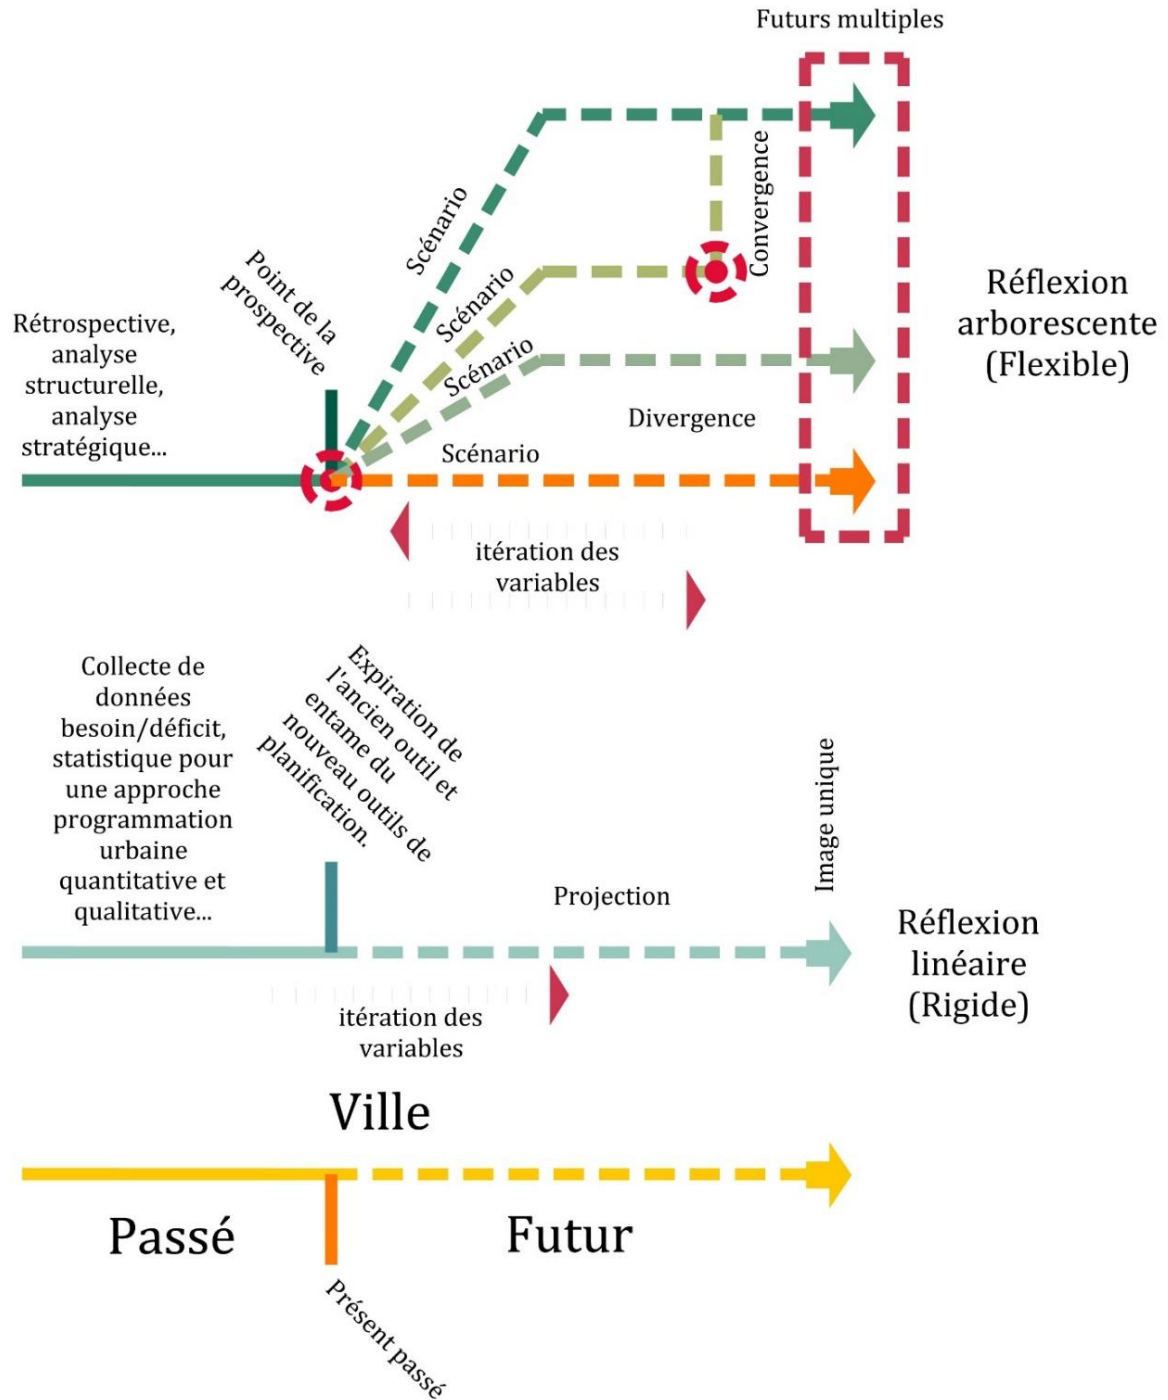 Futurs multiples
Scénario
Convergence
Point de la
prospective
Scénario
Réflexion
arborescente
(Flexible)
Rétrospective,
analyse
structurelle,
analyse
stratégique...
Scénario
Divergence
Scénario
itération des
variables
Collecte de
données
besoin/déficit,
statistique pour
une approche
programmation
urbaine
quantitative et
qualitative...
Expiration de
l'ancien outil et
entame du
nouveau outils de
planification.
Image unique
Projection
Réflexion
linéaire
(Rigide)
itération des
variables
Ville
Passé
Futur
Présent passé